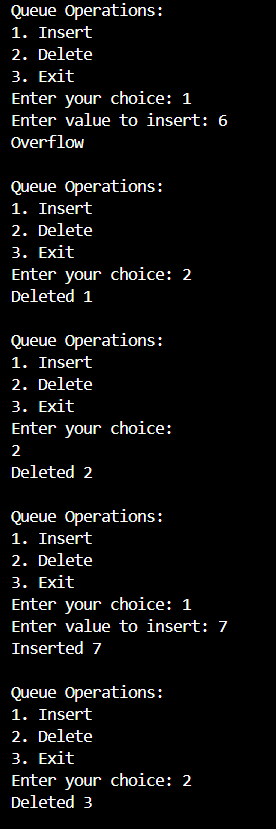 Queue Operations:
1. Insert
2. Delete
3. Exit
Enter your choice: 1
Enter value to insert: 6
Overflow

Queue Operations:
1. Insert
2. Delete
3. Exit
Enter your choice: 2
Deleted 1

Queue Operations:
1. Insert
2. Delete
3. Exit
Enter your choice:
2
Deleted 2

Queue Operations:
1. Insert
2. Delete
3. Exit
Enter your choice: 1
Enter value to insert: 7
Inserted 7

Queue Operations:
1. Insert
2. Delete
3. Exit
Enter your choice: 2
Deleted 3